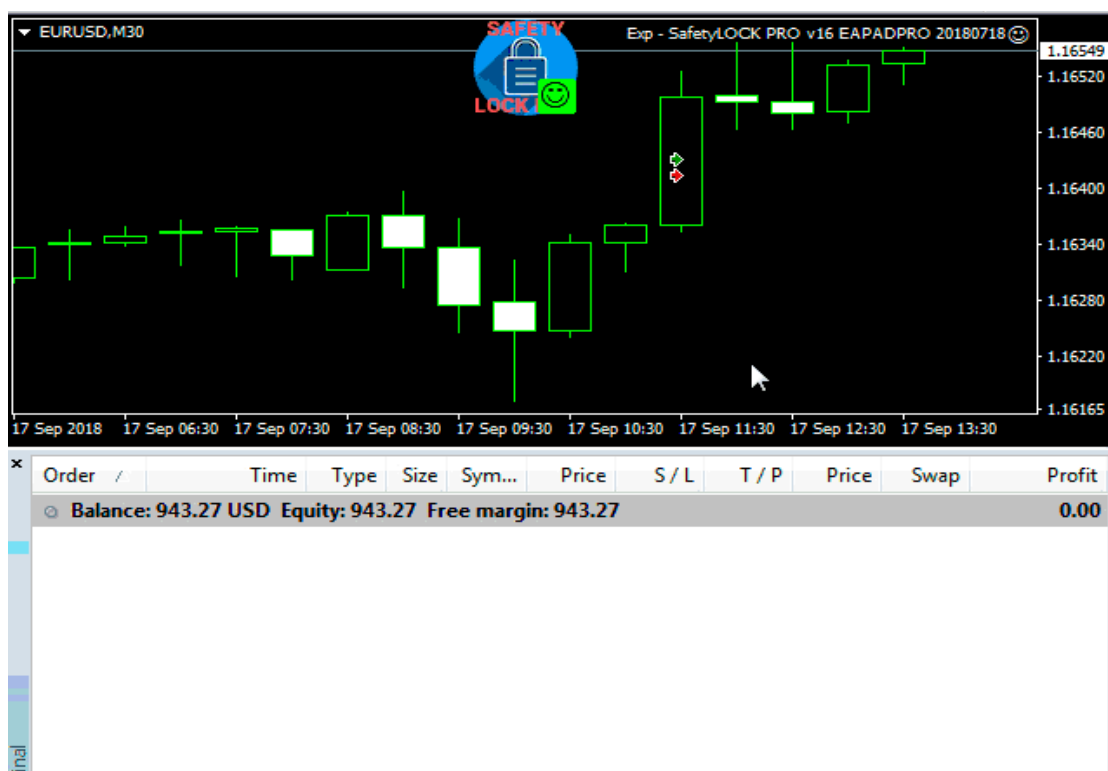 EURUSD,M30
SAFETY
LOCK
Exp - SafetyLOCK PRO v16 EAPADPRO 20180718
1.16549
1.16520
1.16460
1.16400
1.16340
1.16280
1.16220
1.16165
17 Sep 2018 17 Sep 06:30 17 Sep 07:30 17 Sep 08:30 17 Sep 09:30 17 Sep 10:30 17 Sep 11:30 17 Sep 12:30 17 Sep 13:30
Order / Time Type Size Sym... Price S / L T / P Price Swap Profit
Balance: 943.27 USD Equity: 943.27 Free margin: 943.27 0.00